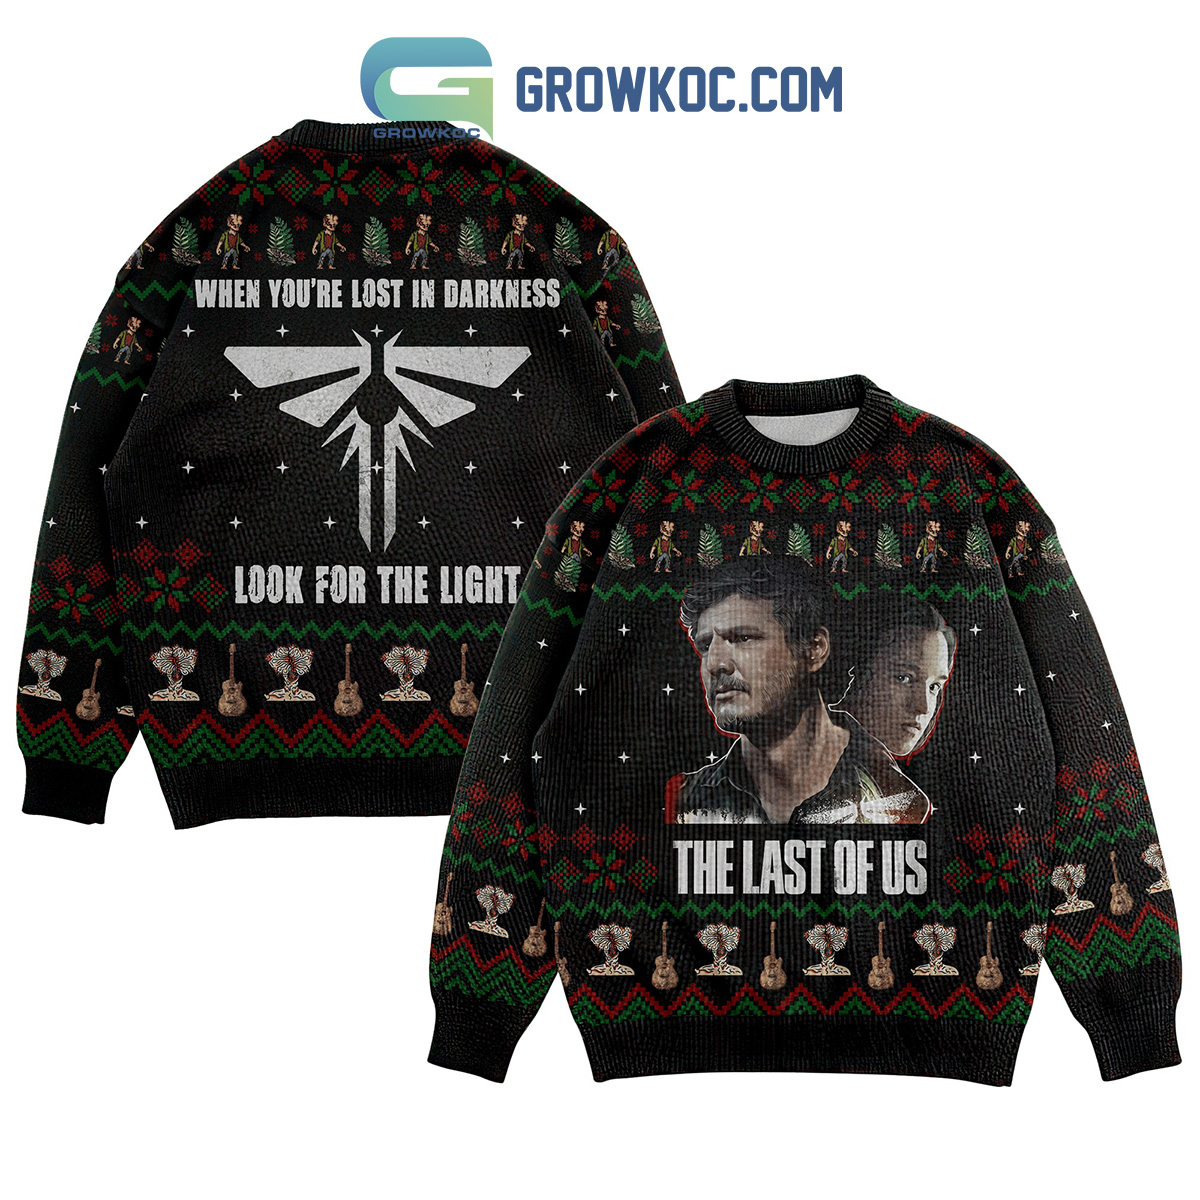 GROWKOC.COM
GROWKOC
WHEN YOU'RE LOST IN DARKNESS
LOOK FOR THE LIGHT
THE LAST OF US